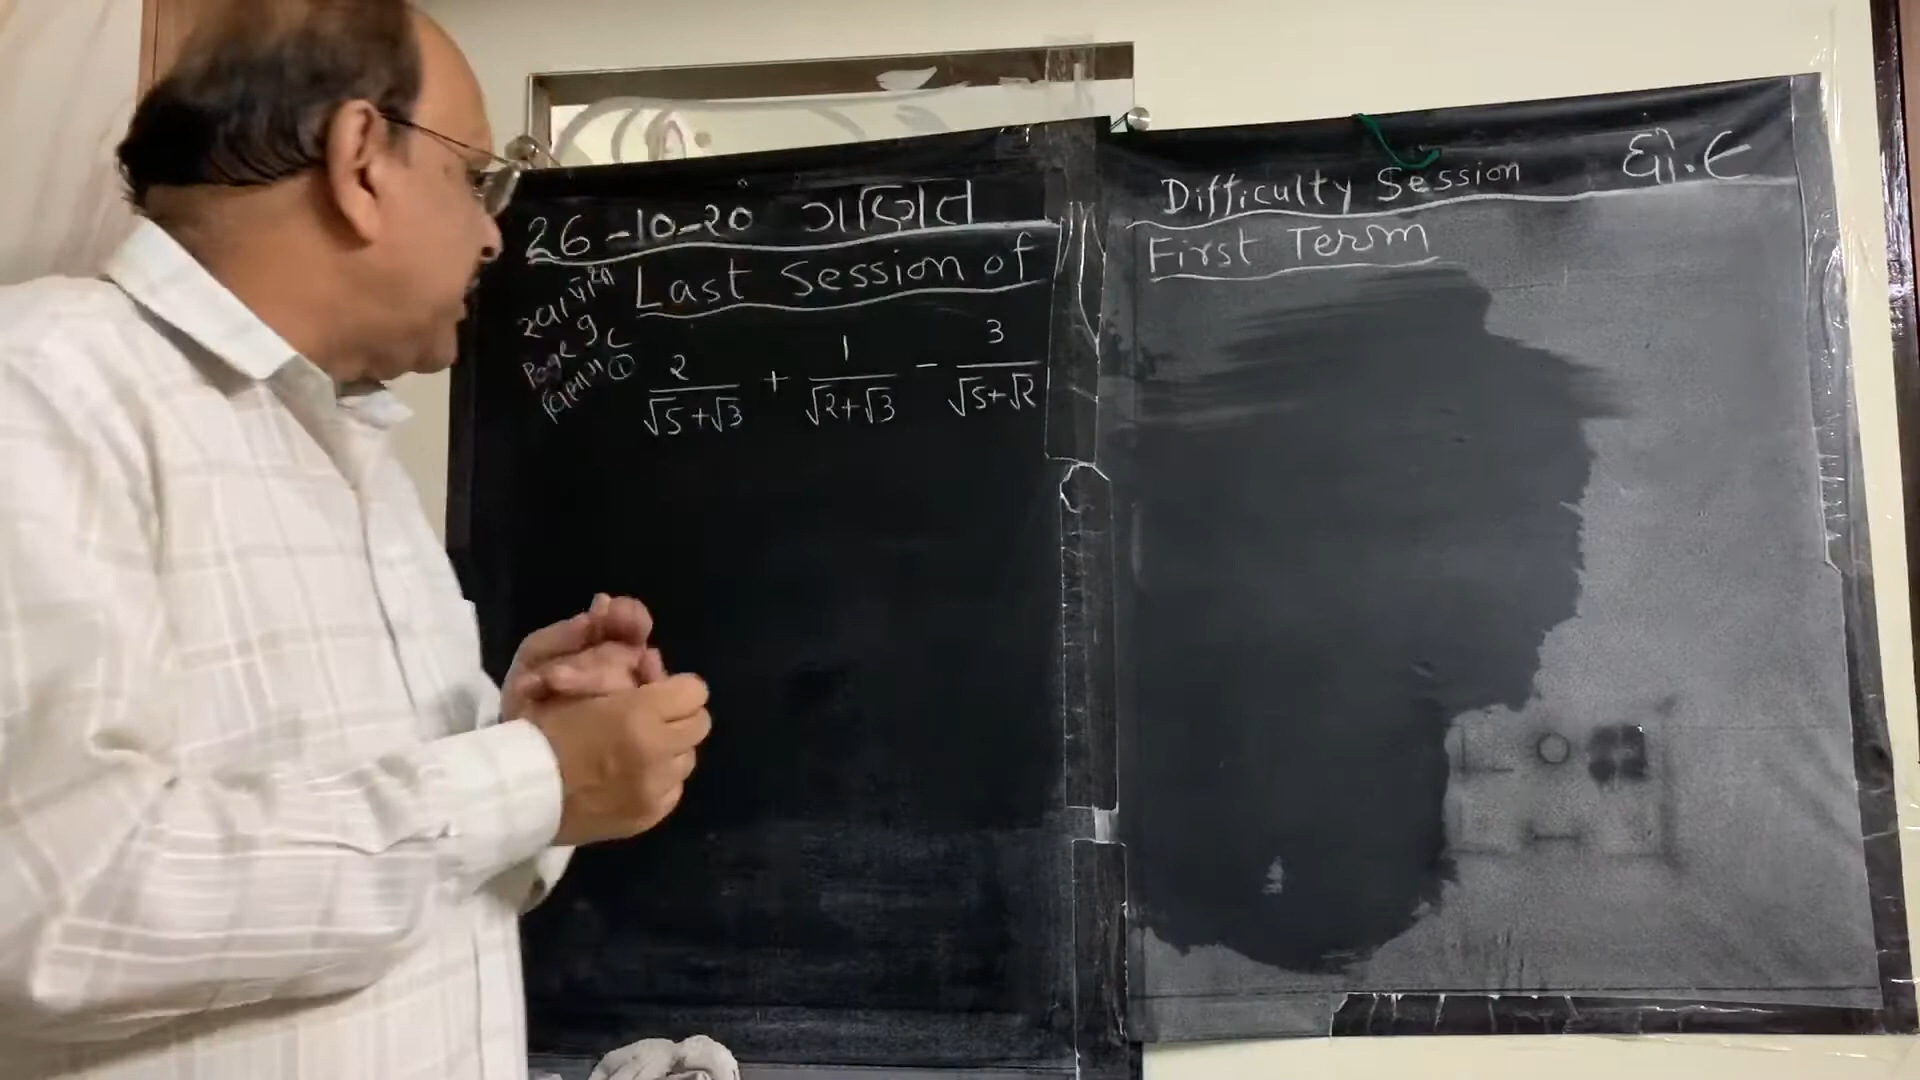 26-10-20 ગણિત
Last Session of
Page 9
2/(√5+√3) + 1/(√2+√3) - 3/(√5+√2)
Difficulty Session ધો.૯
First Term